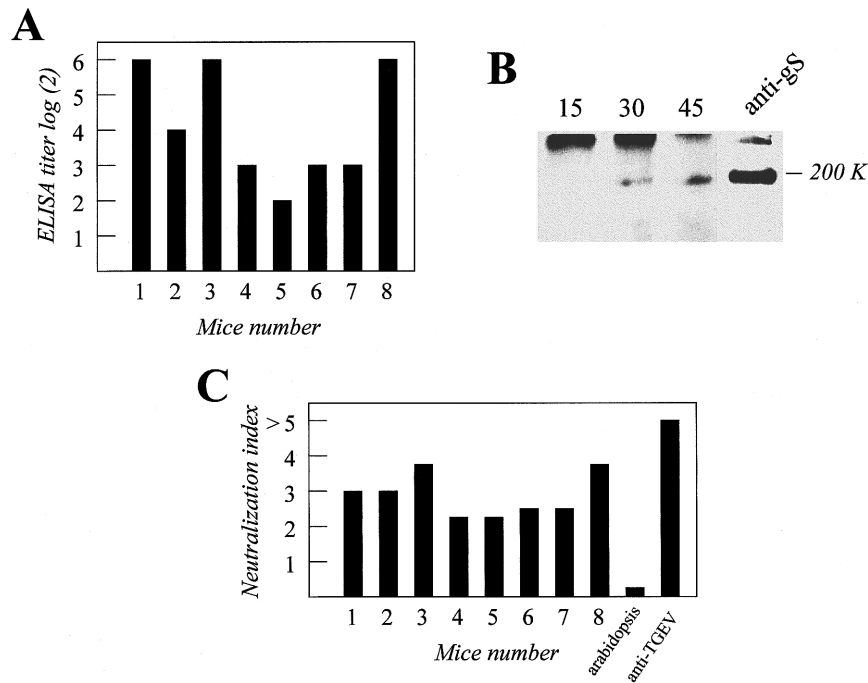 A
ELISA titer log (2)
6
5
4
3
2
1
1 2 3 4 5 6 7 8
Mice number
B
15 30 45 anti-gS
200 K
C
Neutralization index
> 5
4
3
2
1
1 2 3 4 5 6 7 8 arabidopsis anti-TGEV
Mice number